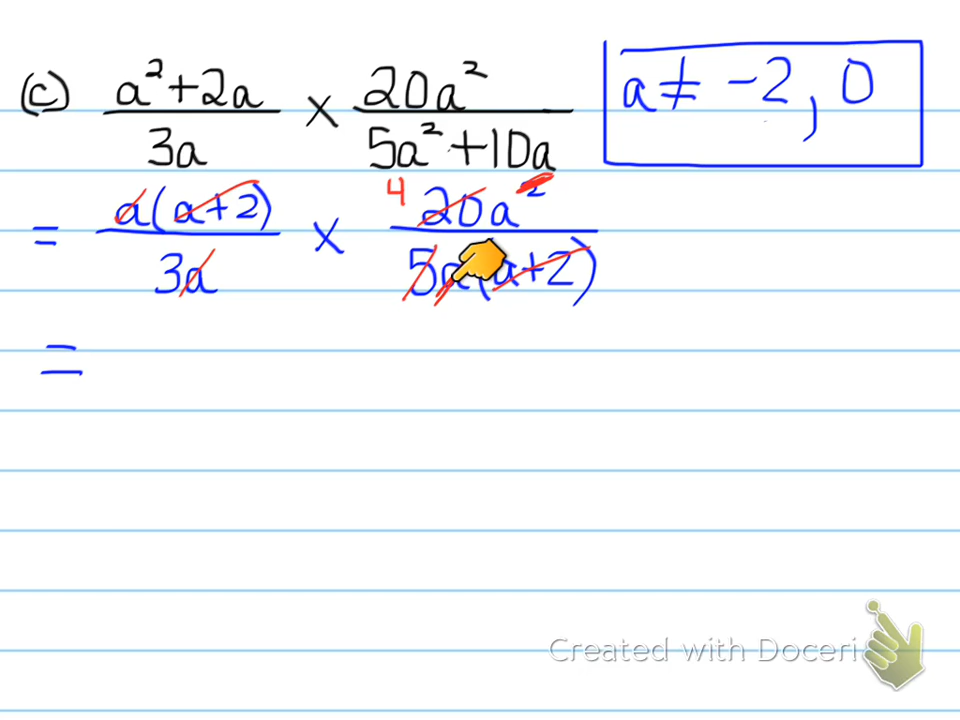 (c) a²+2a / 3a × 20a² / 5a²+10a
a ≠ -2, 0
= a(a+2) / 3a × 4 20a² / 5a(a+2)
=
Created with Doceri